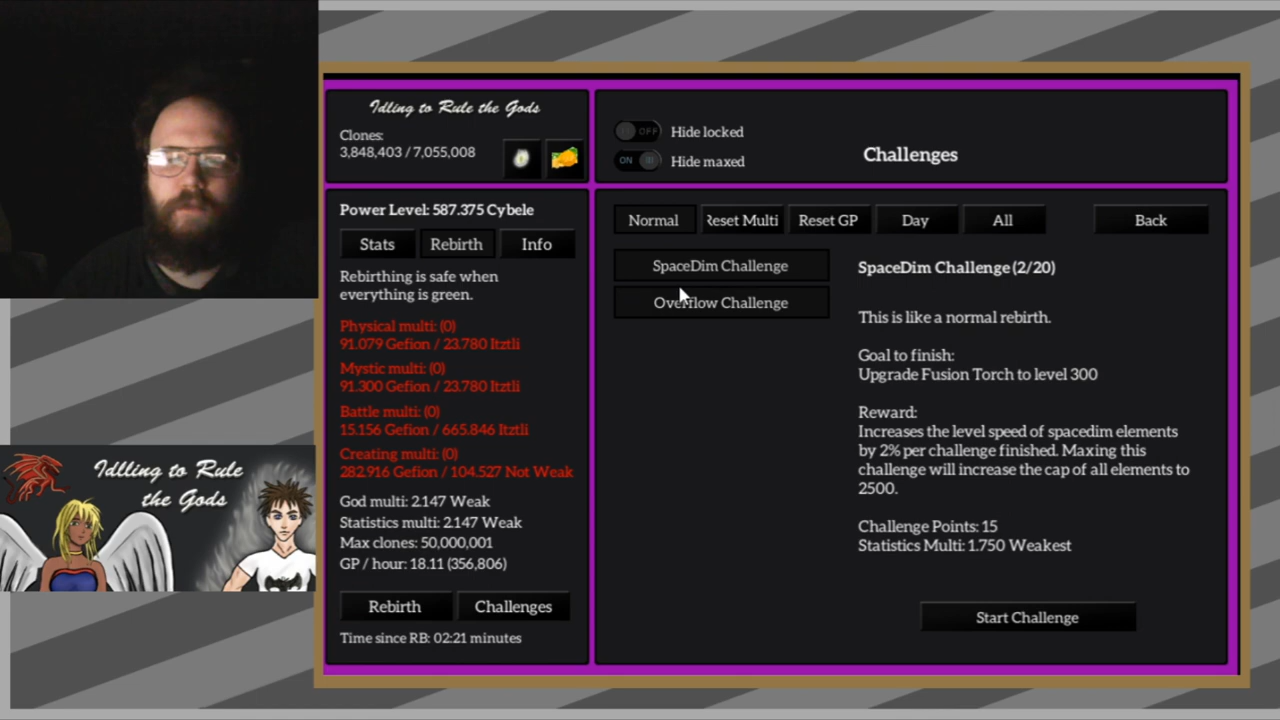 Idling to Rule the Gods
Clones:
3,848,403 / 7,055,008
OFF Hide locked
ON Hide maxed
Challenges
Power Level: 587.375 Cybele
Stats Rebirth Info
Rebirthing is safe when
everything is green.
Physical multi: (0)
91.079 Gefion / 23.780 Itztli
Mystic multi: (0)
91.300 Gefion / 23.780 Itztli
Battle multi: (0)
15.156 Gefion / 665.846 Itztli
Creating multi: (0)
282.916 Gefion / 104.527 Not Weak
God multi: 2.147 Weak
Statistics multi: 2.147 Weak
Max clones: 50,000,001
GP / hour: 18.11 (356,806)
Rebirth Challenges
Time since RB: 02:21 minutes
Normal Reset Multi Reset GP Day All Back
SpaceDim Challenge
Overflow Challenge
SpaceDim Challenge (2/20)
This is like a normal rebirth.
Goal to finish:
Upgrade Fusion Torch to level 300
Reward:
Increases the level speed of spacedim elements
by 2% per challenge finished. Maxing this
challenge will increase the cap of all elements to
2500.
Challenge Points: 15
Statistics Multi: 1.750 Weakest
Start Challenge
Idlling to Rule
the Gods